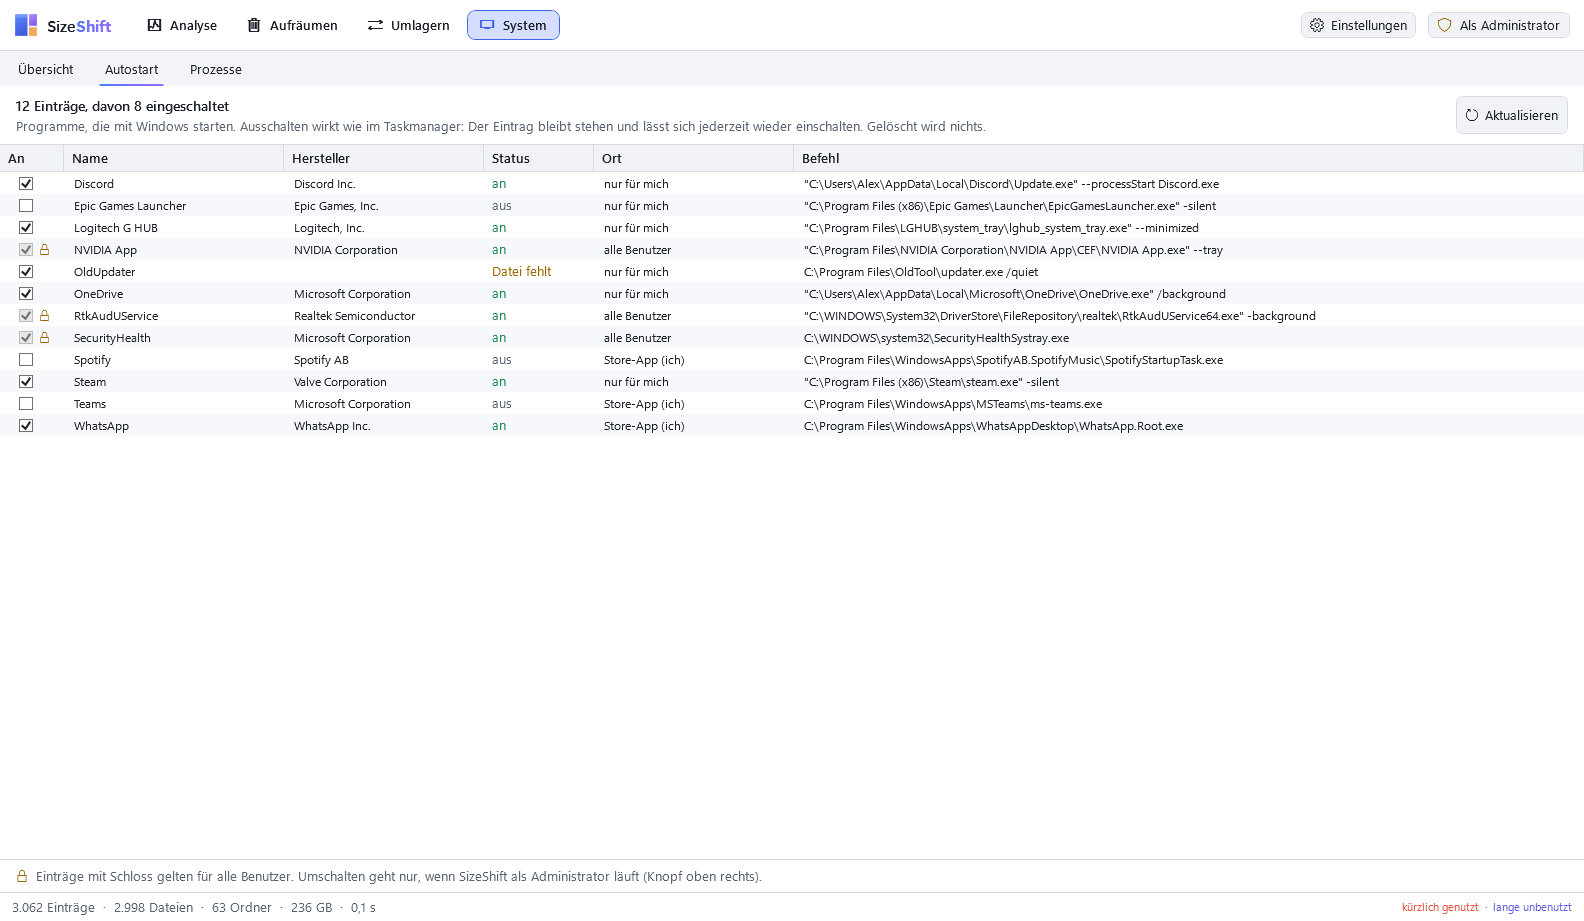 SizeShift Analyse Aufräumen Umlagern System Einstellungen Als Administrator
Übersicht Autostart Prozesse
12 Einträge, davon 8 eingeschaltet
Programme, die mit Windows starten. Ausschalten wirkt wie im Taskmanager: Der Eintrag bleibt stehen und lässt sich jederzeit wieder einschalten. Gelöscht wird nichts.
Aktualisieren
An Name Hersteller Status Ort Befehl
Discord Discord Inc. an nur für mich "C:\Users\Alex\AppData\Local\Discord\Update.exe" --processStart Discord.exe
Epic Games Launcher Epic Games, Inc. aus nur für mich "C:\Program Files (x86)\Epic Games\Launcher\EpicGamesLauncher.exe" -silent
Logitech G HUB Logitech, Inc. an nur für mich "C:\Program Files\LGHUB\system_tray\lghub_system_tray.exe" --minimized
NVIDIA App NVIDIA Corporation an alle Benutzer "C:\Program Files\NVIDIA Corporation\NVIDIA App\CEF\NVIDIA App.exe" --tray
OldUpdater Datei fehlt nur für mich C:\Program Files\OldTool\updater.exe /quiet
OneDrive Microsoft Corporation an nur für mich "C:\Users\Alex\AppData\Local\Microsoft\OneDrive\OneDrive.exe" /background
RtkAudUService Realtek Semiconductor an alle Benutzer "C:\WINDOWS\System32\DriverStore\FileRepository\realtek\RtkAudUService64.exe" -background
SecurityHealth Microsoft Corporation an alle Benutzer C:\WINDOWS\system32\SecurityHealthSystray.exe
Spotify Spotify AB aus Store-App (ich) C:\Program Files\WindowsApps\SpotifyAB.SpotifyMusic\SpotifyStartupTask.exe
Steam Valve Corporation an nur für mich "C:\Program Files (x86)\Steam\steam.exe" -silent
Teams Microsoft Corporation aus Store-App (ich) C:\Program Files\WindowsApps\MSTeams\ms-teams.exe
WhatsApp WhatsApp Inc. an Store-App (ich) C:\Program Files\WindowsApps\WhatsAppDesktop\WhatsApp.Root.exe
Einträge mit Schloss gelten für alle Benutzer. Umschalten geht nur, wenn SizeShift als Administrator läuft (Knopf oben rechts).
3.062 Einträge · 2.998 Dateien · 63 Ordner · 236 GB · 0,1 s kürzlich genutzt · lange unbenutzt